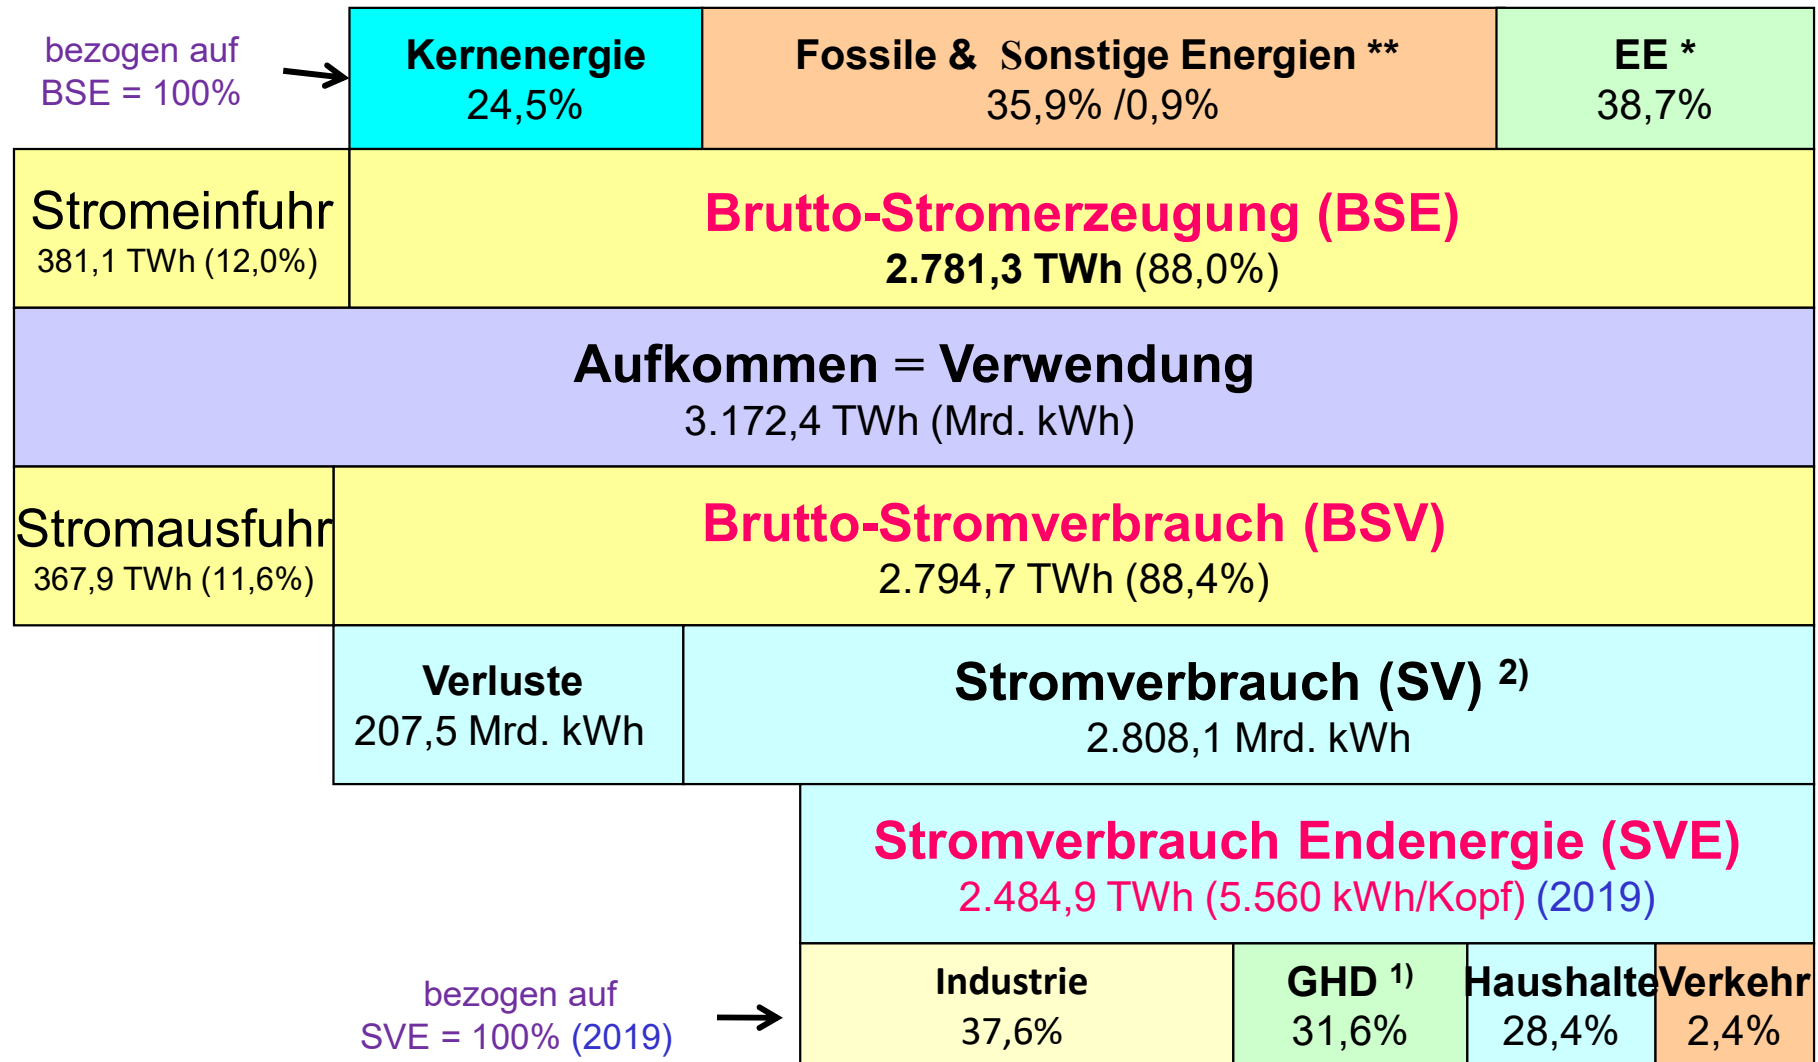 bezogen auf
BSE = 100%
Kernenergie
24,5%
Fossile & Sonstige Energien **
35,9% /0,9%
EE *
38,7%
Stromeinfuhr
381,1 TWh (12,0%)
Brutto-Stromerzeugung (BSE)
2.781,3 TWh (88,0%)
Aufkommen = Verwendung
3.172,4 TWh (Mrd. kWh)
Stromausfuhr
367,9 TWh (11,6%)
Brutto-Stromverbrauch (BSV)
2.794,7 TWh (88,4%)
Verluste
207,5 Mrd. kWh
Stromverbrauch (SV) 2)
2.808,1 Mrd. kWh
Stromverbrauch Endenergie (SVE)
2.484,9 TWh (5.560 kWh/Kopf) (2019)
bezogen auf
SVE = 100% (2019)
Industrie
37,6%
GHD 1)
31,6%
Haushalte
28,4%
Verkehr
2,4%